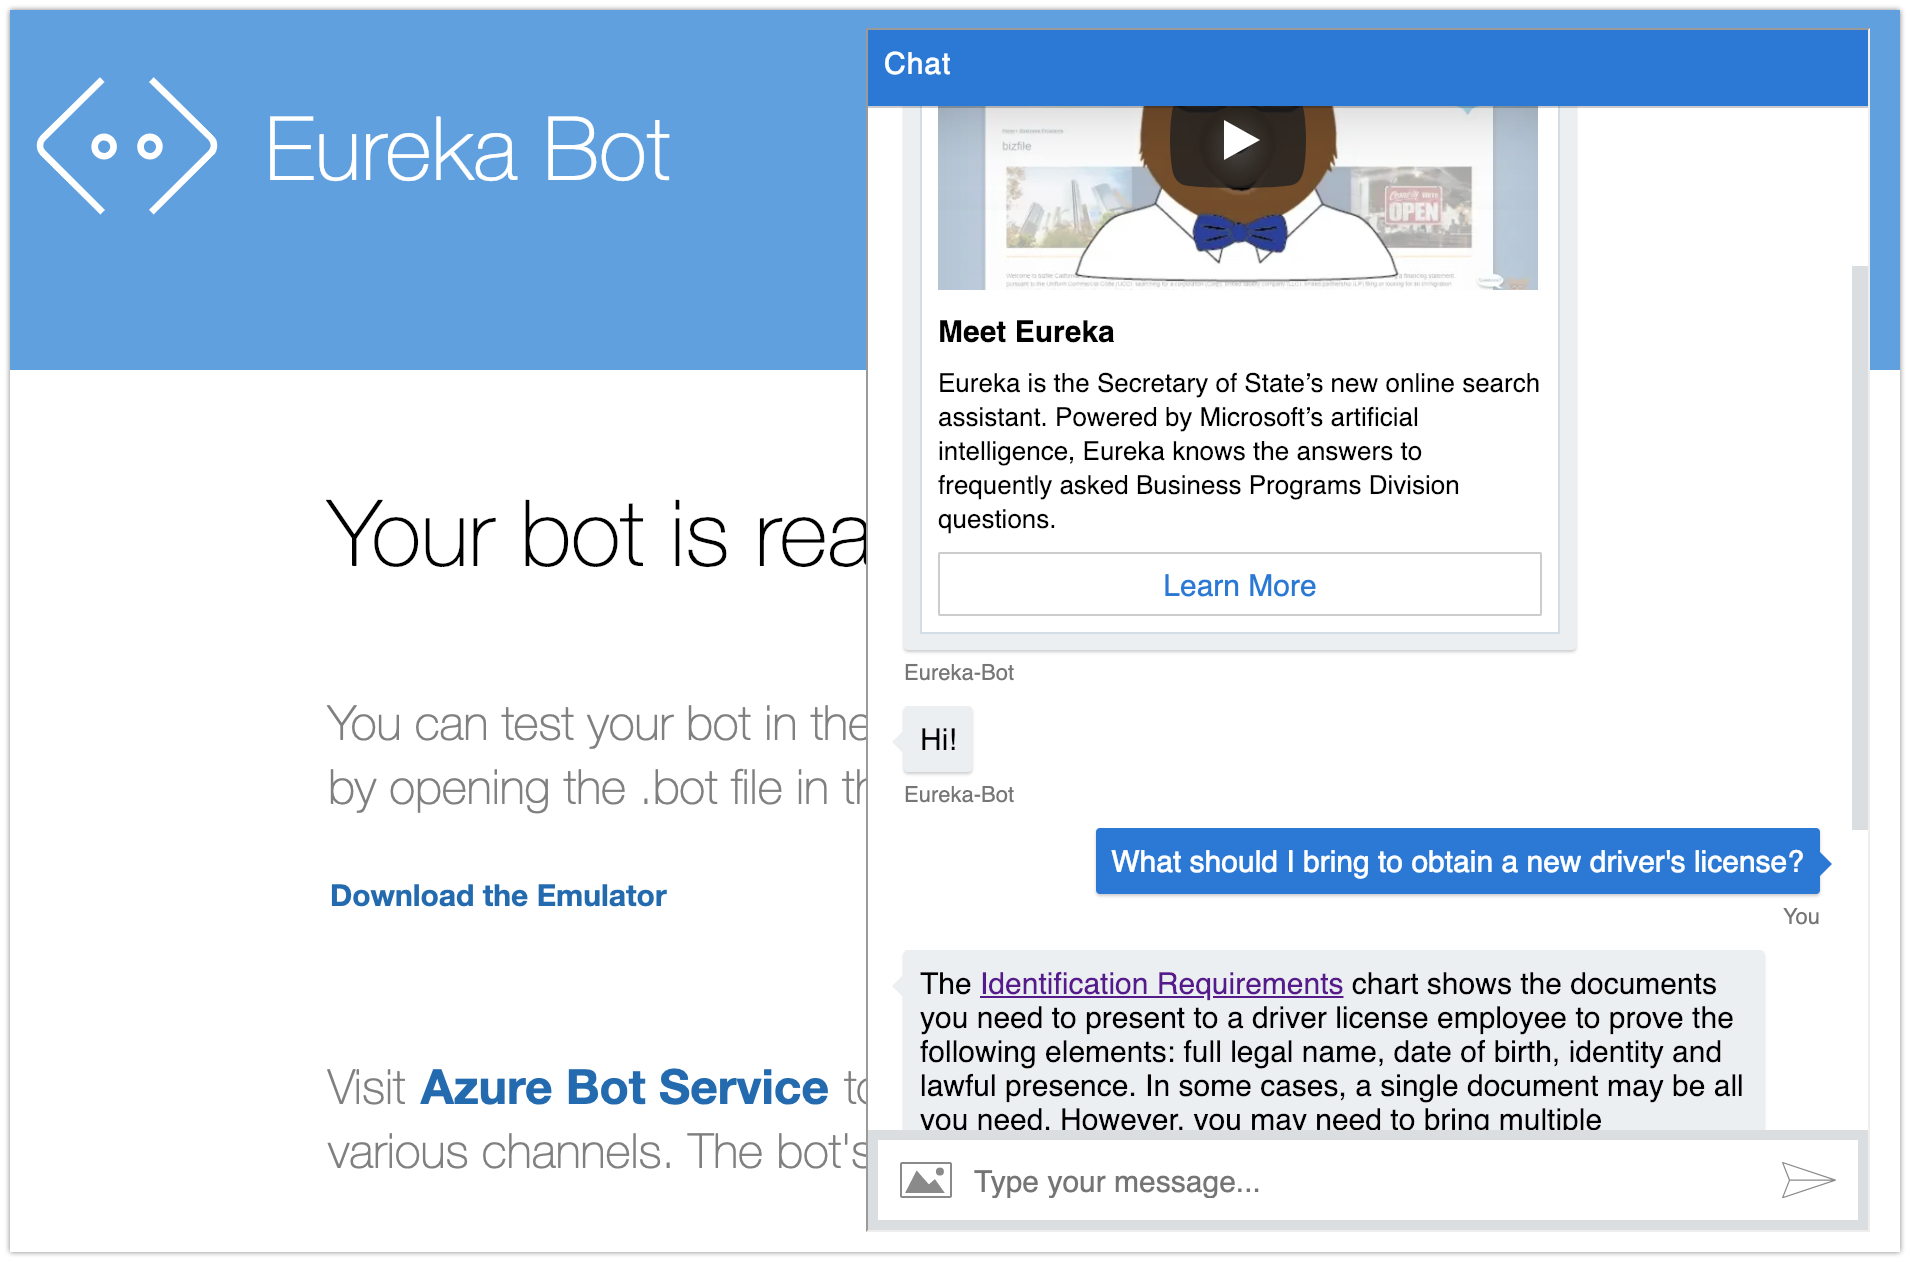 Eureka Bot
Your bot is rea
You can test your bot in the
by opening the .bot file in th
Download the Emulator
Visit Azure Bot Service to
various channels. The bot's
Chat
bizfile
OPEN
Meet Eureka
Eureka is the Secretary of State’s new online search
assistant. Powered by Microsoft’s artificial
intelligence, Eureka knows the answers to
frequently asked Business Programs Division
questions.
Learn More
Eureka-Bot
Hi!
Eureka-Bot
What should I bring to obtain a new driver's license?
You
The Identification Requirements chart shows the documents
you need to present to a driver license employee to prove the
following elements: full legal name, date of birth, identity and
lawful presence. In some cases, a single document may be all
you need. However, you may need to bring multiple
Type your message...